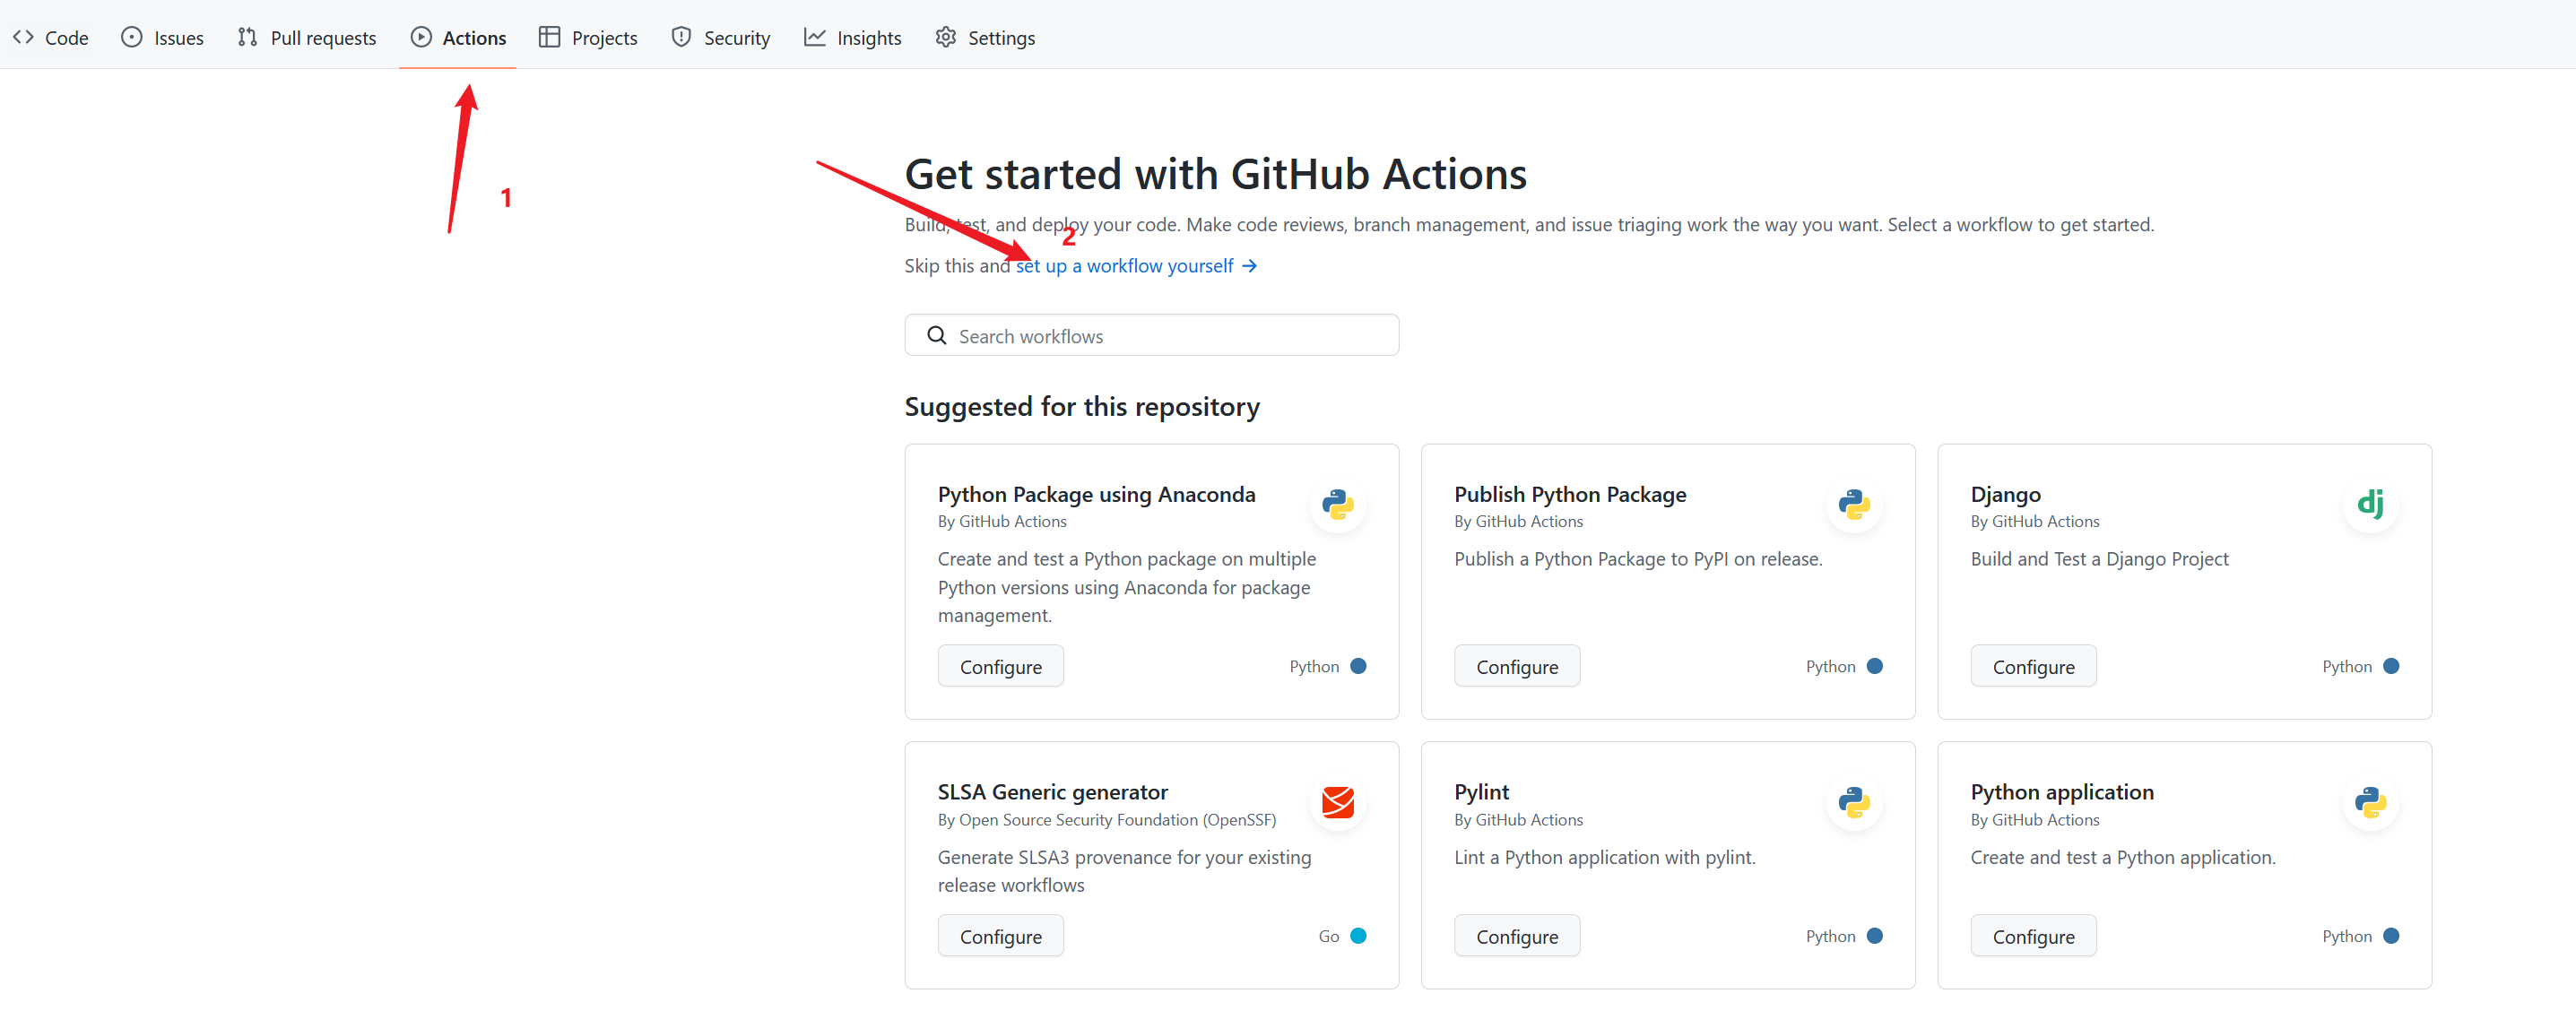 Code Issues Pull requests Actions Projects Security Insights Settings
1
Get started with GitHub Actions
Build, test, and deploy your code. Make code reviews, branch management, and issue triaging work the way you want. Select a workflow to get started.
2
Skip this and set up a workflow yourself →
Search workflows
Suggested for this repository
Python Package using Anaconda
By GitHub Actions
Create and test a Python package on multiple
Python versions using Anaconda for package
management.
Configure
Python
Publish Python Package
By GitHub Actions
Publish a Python Package to PyPI on release.
Configure
Python
Django
dj
By GitHub Actions
Build and Test a Django Project
Configure
Python
SLSA Generic generator
By Open Source Security Foundation (OpenSSF)
Generate SLSA3 provenance for your existing
release workflows
Configure
Go
Pylint
By GitHub Actions
Lint a Python application with pylint.
Configure
Python
Python application
By GitHub Actions
Create and test a Python application.
Configure
Python